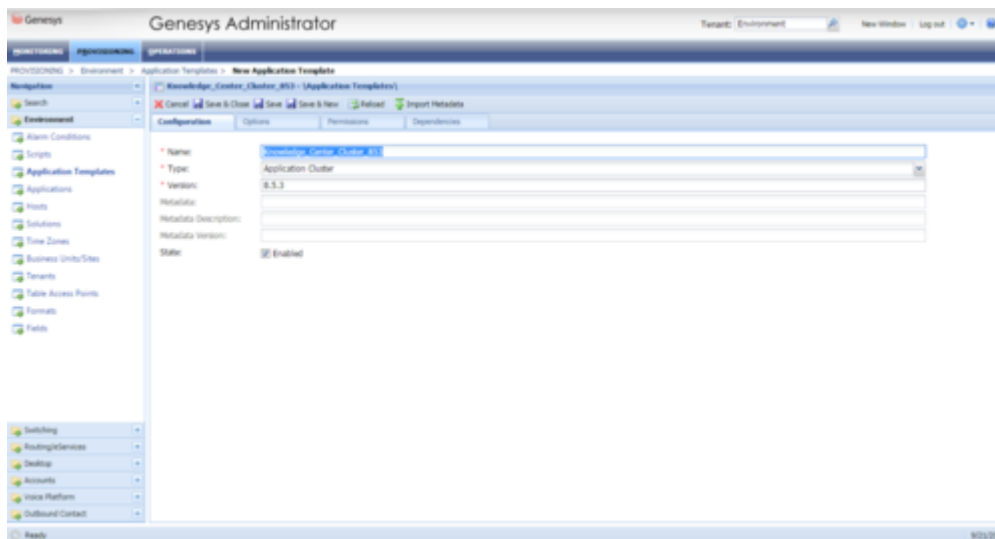 Genesys
Genesys Administrator
Tenant: Environment
New Window
Log out
MONITORING PROVISIONING OPERATIONS
PROVISIONING > Environment > Application Templates > New Application Template
Navigation
Knowledge_Center_Cluster_853 - \Application Templates\
Search
Cancel Save & Close Save Save & New Reload Import Metadata
Environment
Configuration Options Permissions Dependencies
Alarm Conditions
Scripts
Application Templates
Applications
Hosts
Solutions
Time Zones
Business Units/Sites
Tenants
Table Access Points
Formats
Fields
* Name: Knowledge_Center_Cluster_853
* Type: Application Cluster
* Version: 8.5.3
Metadata:
Metadata Description:
Metadata Version:
State: Enabled
Switching
Routing/eServices
Desktop
Accounts
Voice Platform
Outbound Contact
Ready